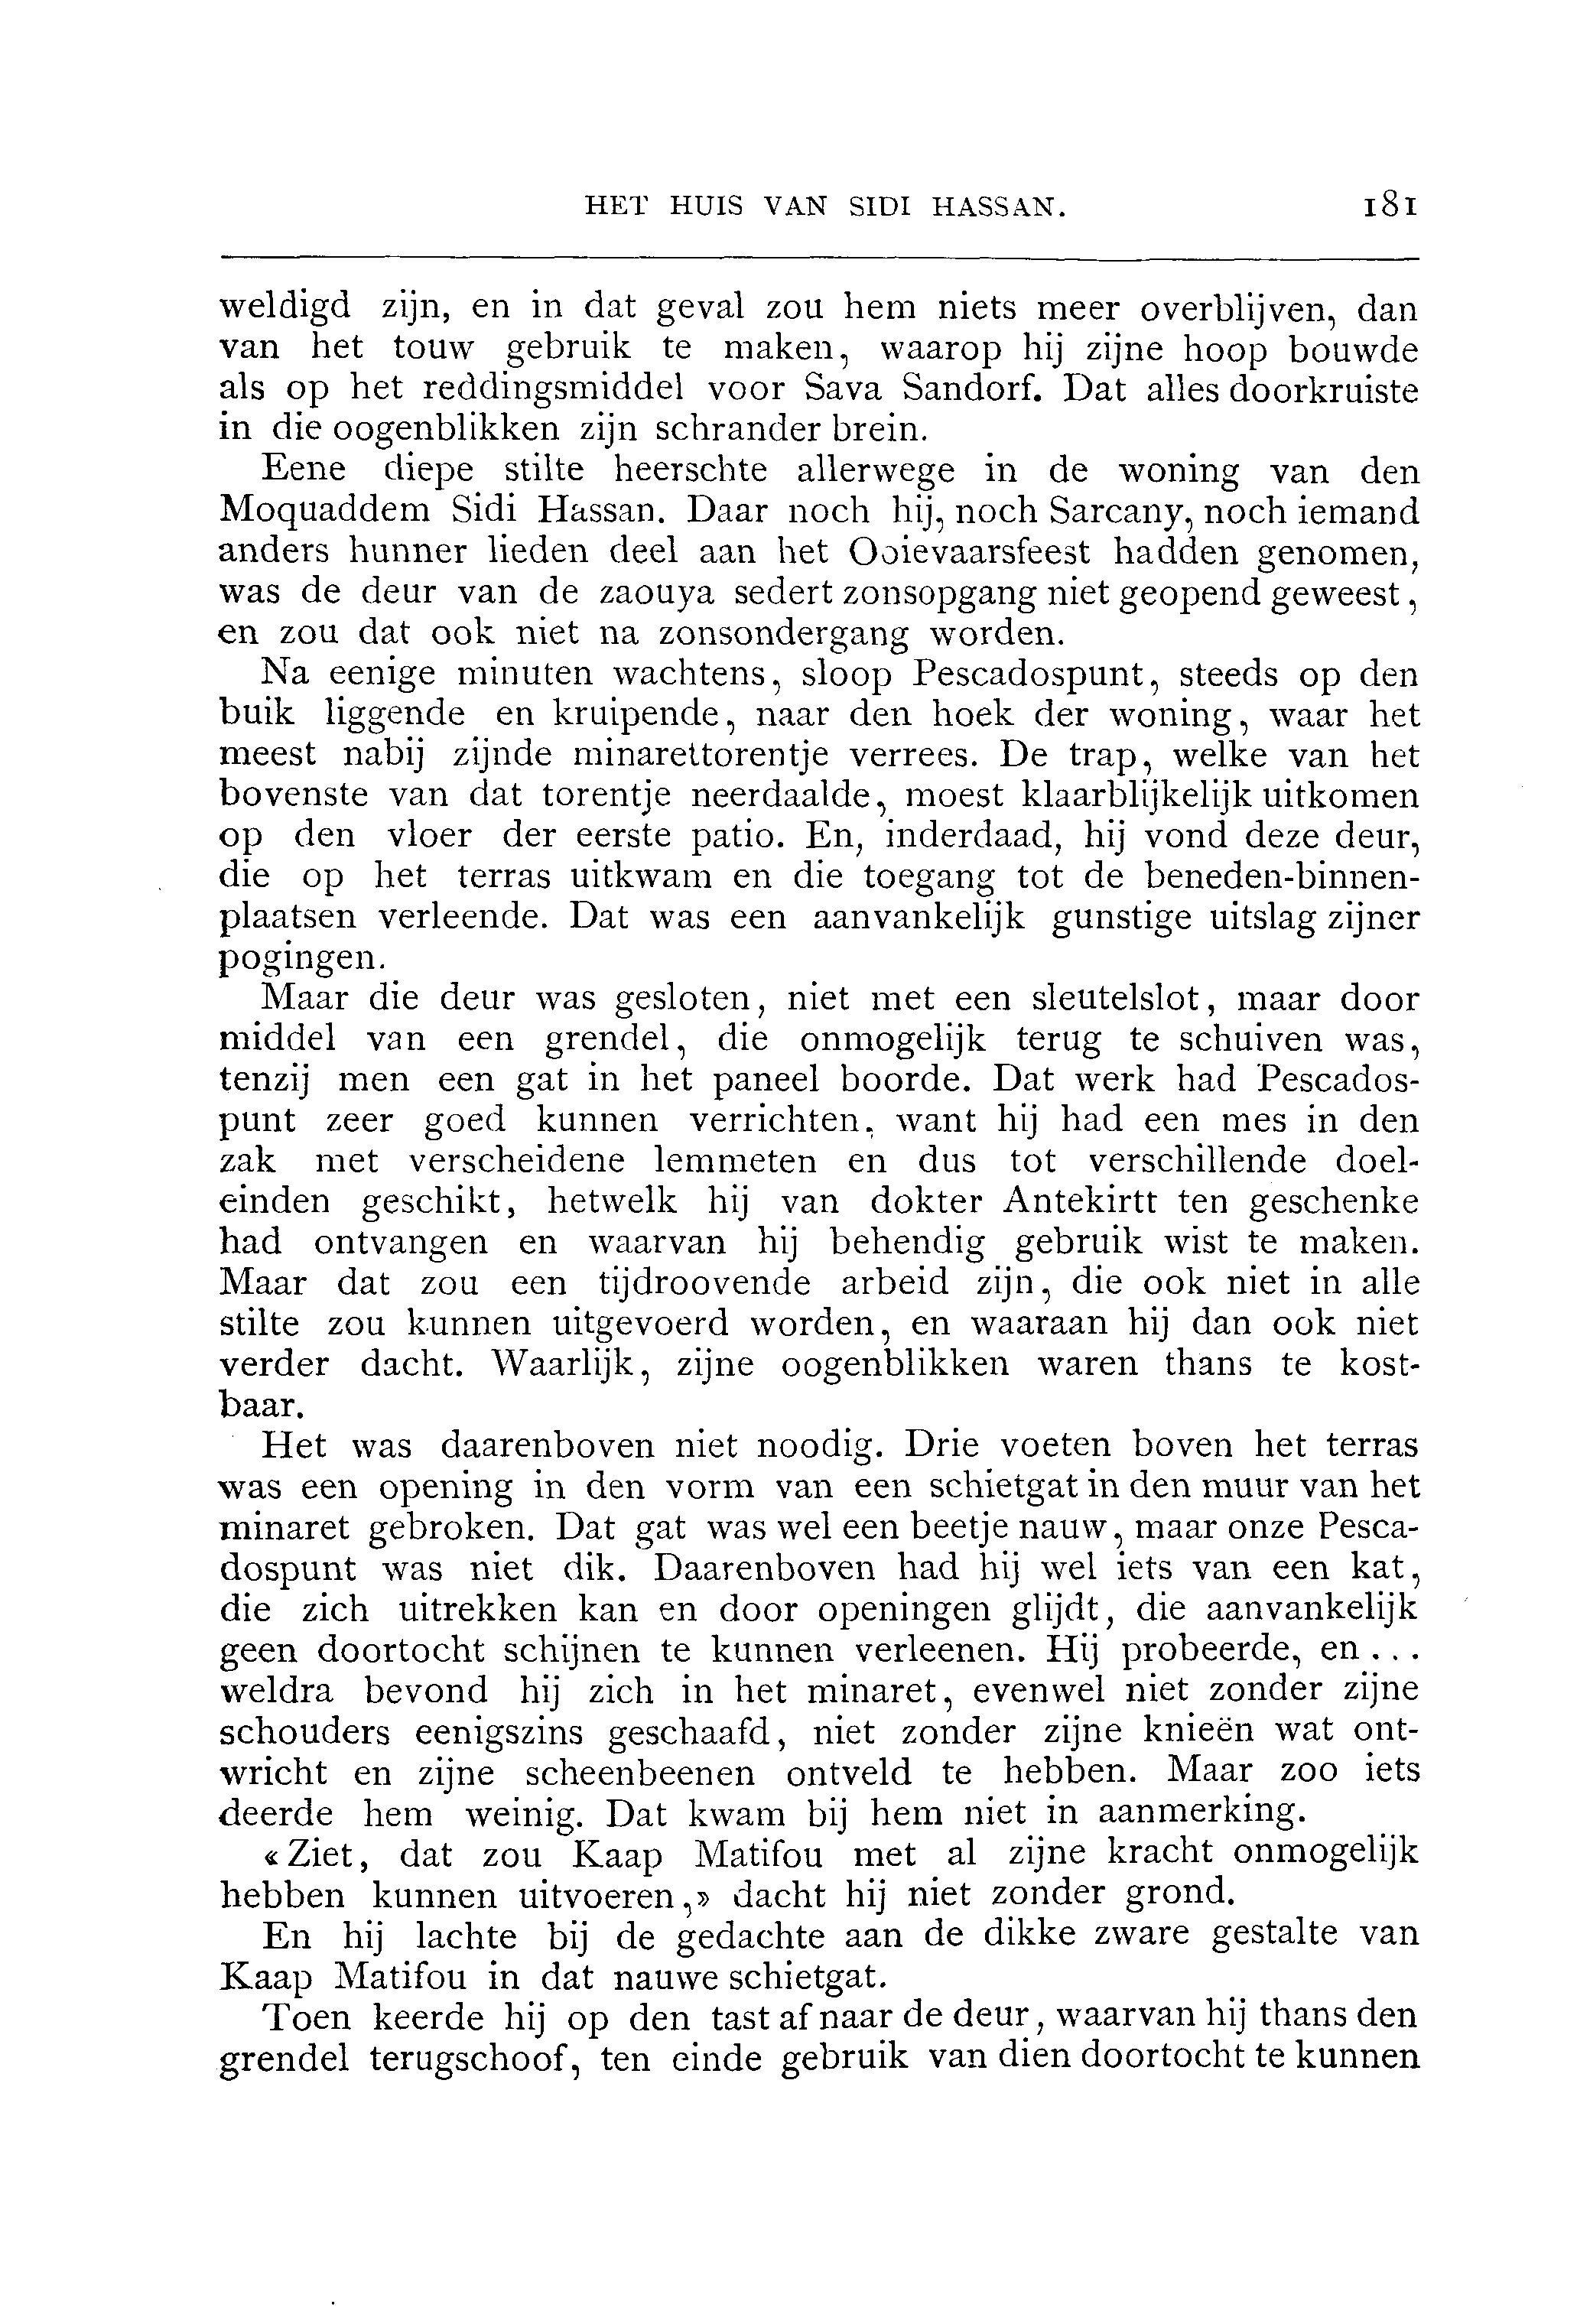 HET HUIS VAN SIDI HASSAN. 181
weldigd zijn, en in dat geval zou hem niets meer overblijven, dan
van het touw gebruik te maken, waarop hij zijne hoop bouwde
als op het reddingsmiddel voor Sava Sandorf. Dat alles doorkruiste
in die oogenblikken zijn schrander brein.
Eene diepe stilte heerschte allerwege in de woning van den
Moquaddem Sidi Hassan. Daar noch hij, noch Sarcany, noch iemand
anders hunner lieden deel aan het Ooievaarsfeest hadden genomen,
was de deur van de zaouya sedert zonsopgang niet geopend geweest,
en zou dat ook niet na zonsondergang worden.
Na eenige minuten wachtens, sloop Pescadospunt, steeds op den
buik liggende en kruipende, naar den hoek der woning, waar het
meest nabij zijnde minarettorentje verrees. De trap, welke van het
bovenste van dat torentje neerdaalde, moest klaarblijkelijk uitkomen
op den vloer der eerste patio. En, inderdaad, hij vond deze deur,
die op het terras uitkwam en die toegang tot de beneden-binnen-
plaatsen verleende. Dat was een aanvankelijk gunstige uitslag zijner
pogingen.
Maar die deur was gesloten, niet met een sleutelslot, maar door
middel van een grendel, die onmogelijk terug te schuiven was,
tenzij men een gat in het paneel boorde. Dat werk had Pescados-
punt zeer goed kunnen verrichten, want hij had een mes in den
zak met verscheidene lemmeten en dus tot verschillende doel-
einden geschikt, hetwelk hij van dokter Antekirtt ten geschenke
had ontvangen en waarvan hij behendig gebruik wist te maken.
Maar dat zou een tijdroovende arbeid zijn, die ook niet in alle
stilte zou kunnen uitgevoerd worden, en waaraan hij dan ook niet
verder dacht. Waarlijk, zijne oogenblikken waren thans te kost-
baar.
Het was daarenboven niet noodig. Drie voeten boven het terras
was een opening in den vorm van een schietgat in den muur van het
minaret gebroken. Dat gat was wel een beetje nauw, maar onze Pesca-
dospunt was niet dik. Daarenboven had hij wel iets van een kat,
die zich uitrekken kan en door openingen glijdt, die aanvankelijk
geen doortocht schijnen te kunnen verleenen. Hij probeerde, en...
weldra bevond hij zich in het minaret, evenwel niet zonder zijne
schouders eenigszins geschaafd, niet zonder zijne knieën wat ont-
wricht en zijne scheenbeenen ontveld te hebben. Maar zoo iets
deerde hem weinig. Dat kwam bij hem niet in aanmerking.
«Ziet, dat zou Kaap Matifou met al zijne kracht onmogelijk
hebben kunnen uitvoeren,» dacht hij niet zonder grond.
En hij lachte bij de gedachte aan de dikke zware gestalte van
Kaap Matifou in dat nauwe schietgat.
Toen keerde hij op den tast af naar de deur, waarvan hij thans den
grendel terugschoof, ten einde gebruik van dien doortocht te kunnen